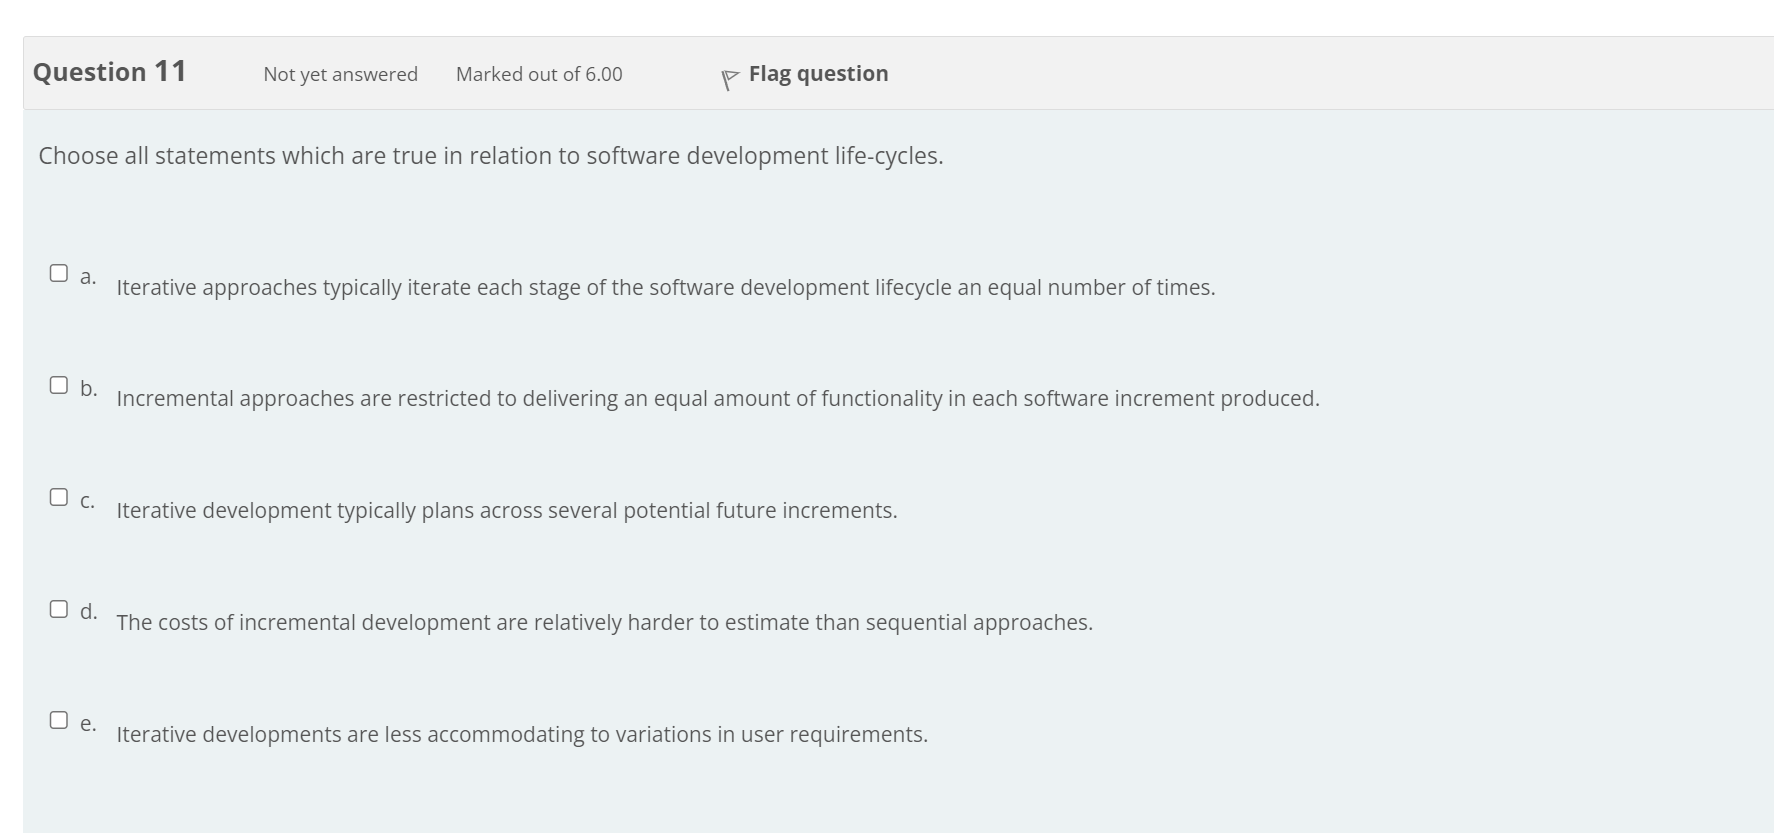 Question 11 Not yet answered Marked out of 6.00 Flag question
Choose all statements which are true in relation to software development life-cycles.
a. Iterative approaches typically iterate each stage of the software development lifecycle an equal number of times.
b. Incremental approaches are restricted to delivering an equal amount of functionality in each software increment produced.
c. Iterative development typically plans across several potential future increments.
d. The costs of incremental development are relatively harder to estimate than sequential approaches.
e. Iterative developments are less accommodating to variations in user requirements.